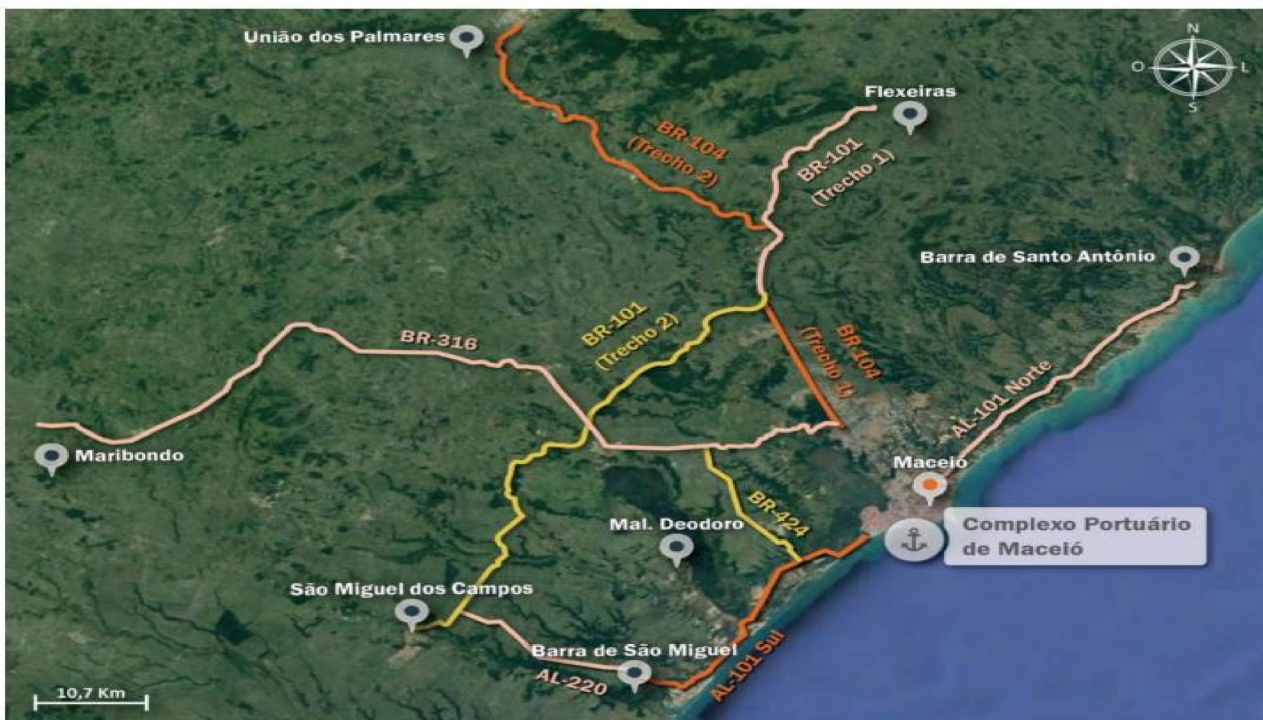 União dos Palmares
N
O
L
S
Flexeiras
BR-104
(Trecho 2)
BR-101
(Trecho 1)
Barra de Santo Antônio
BR-101
(Trecho 2)
BR-316
BR-104
(Trecho 1)
AL-101 Norte
Maribondo
Maceió
BR-424
Mal. Deodoro
Complexo Portuário
de Maceió
São Miguel dos Campos
Barra de São Miguel
AL-220
AL-101 Sul
10,7 Km